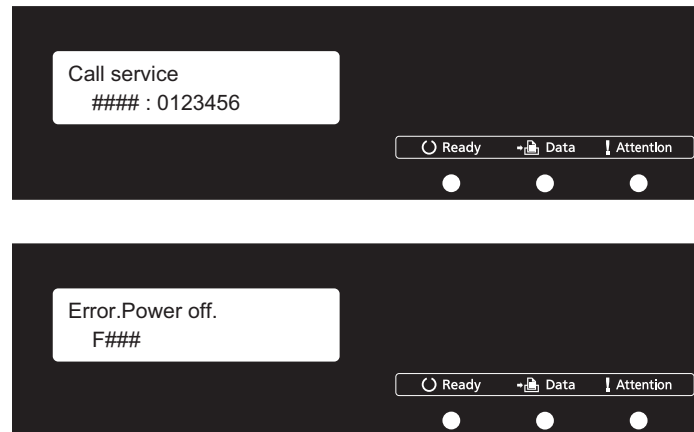 Call service
#### : 0123456
Ready Data Attention
Error.Power off.
F###
Ready Data Attention